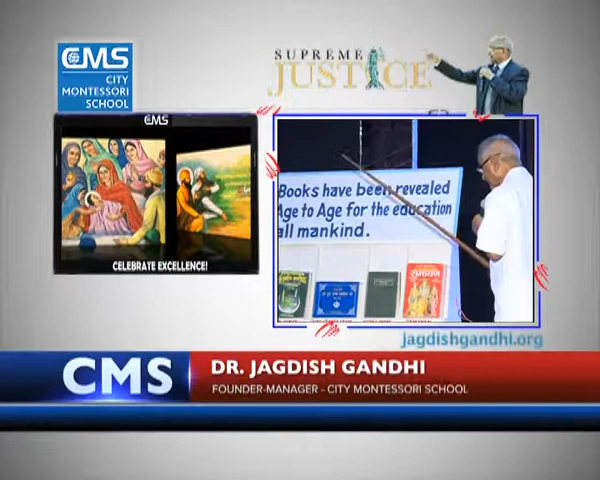 CMS
CITY
MONTESSORI
SCHOOL
SUPREME
JUSTICE
CMS
CELEBRATE EXCELLENCE!
Books have been revealed
Age to Age for the education
all mankind.
रामायण
jagdishgandhi.org
CMS
DR. JAGDISH GANDHI
FOUNDER-MANAGER - CITY MONTESSORI SCHOOL